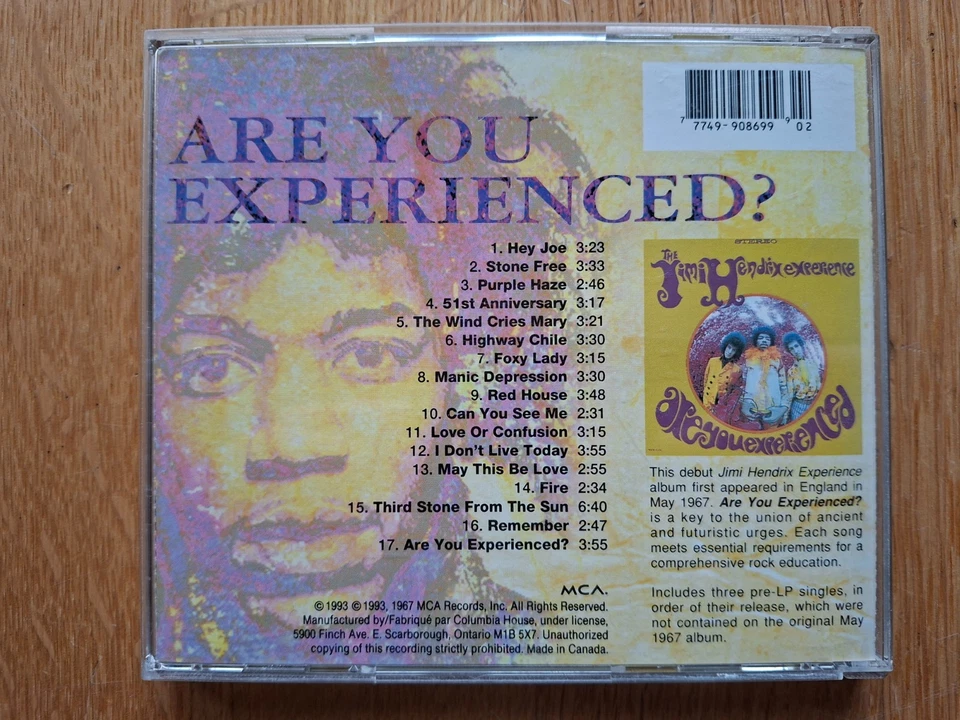 ARE YOU
EXPERIENCED?
7 7749-908699 9 02
1. Hey Joe 3:23
2. Stone Free 3:33
3. Purple Haze 2:46
4. 51st Anniversary 3:17
5. The Wind Cries Mary 3:21
6. Highway Chile 3:30
7. Foxy Lady 3:15
8. Manic Depression 3:30
9. Red House 3:48
10. Can You See Me 2:31
11. Love Or Confusion 3:15
12. I Don't Live Today 3:55
13. May This Be Love 2:55
14. Fire 2:34
15. Third Stone From The Sun 6:40
16. Remember 2:47
17. Are You Experienced? 3:55
MCA.
©1993 ℗1993, 1967 MCA Records, Inc. All Rights Reserved.
Manufactured by/Fabriqué par Columbia House, under license,
5900 Finch Ave. E. Scarborough, Ontario M1B 5X7. Unauthorized
copying of this recording strictly prohibited. Made in Canada.
STEREO
THE
Jimi Hendrix experience
are you experienced
This debut Jimi Hendrix Experience
album first appeared in England in
May 1967. Are You Experienced?
is a key to the union of ancient
and futuristic urges. Each song
meets essential requirements for a
comprehensive rock education.
Includes three pre-LP singles, in
order of their release, which were
not contained on the original May
1967 album.